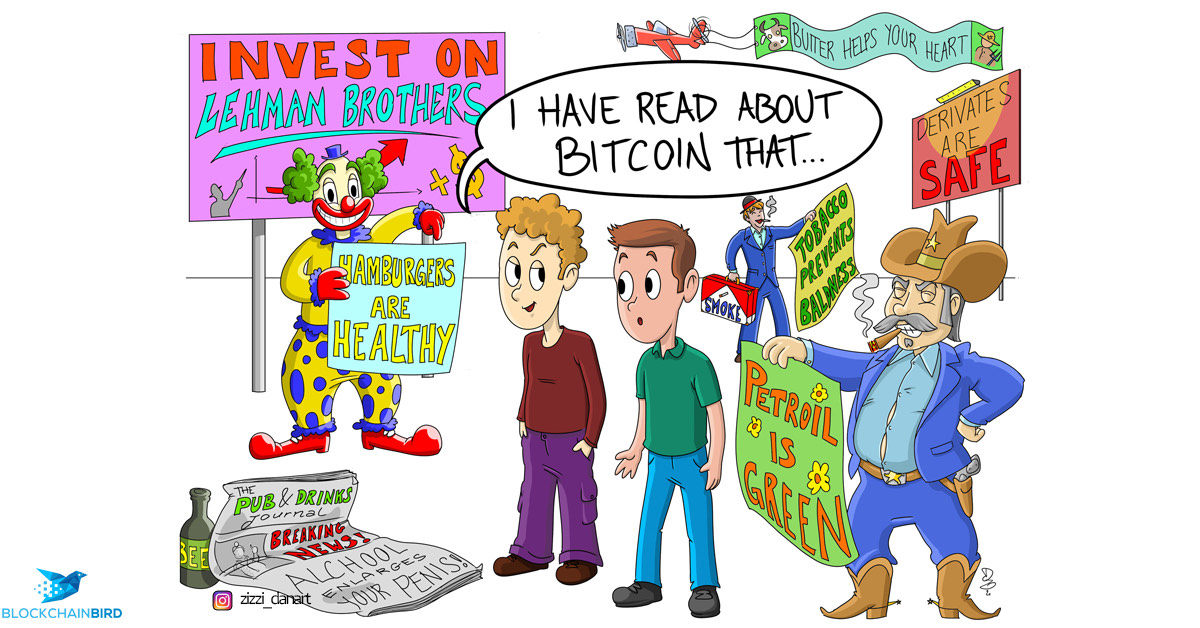 INVEST ON
LEHMAN BROTHERS
BUTTER HELPS YOUR HEART
DERIVATES
ARE
SAFE
I HAVE READ ABOUT
BITCOIN THAT...
HAMBURGERS
ARE
HEALTHY
TOBACCO
PREVENTS
BALDNESS
SMOKE
PETROIL
IS
GREEN
THE
PUB & DRINKS
Journal
BREAKING
NEWS!
ALCHOOL
ENLARGES
YOUR PENIS!
BEE
zizzi_danart
BLOCKCHAINBIRD